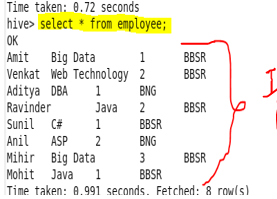 Time taken: 0.72 seconds
hive> select * from employee;
OK
Amit Big Data 1 BBSR
Venkat Web Technology 2 BBSR
Aditya DBA 1 BNG
Ravinder Java 2 BBSR
Sunil C# 1 BBSR
Anil ASP 2 BNG
Mihir Big Data 3 BBSR
Mohit Java 1 BBSR
Time taken: 0.991 seconds, Fetched: 8 row(s)